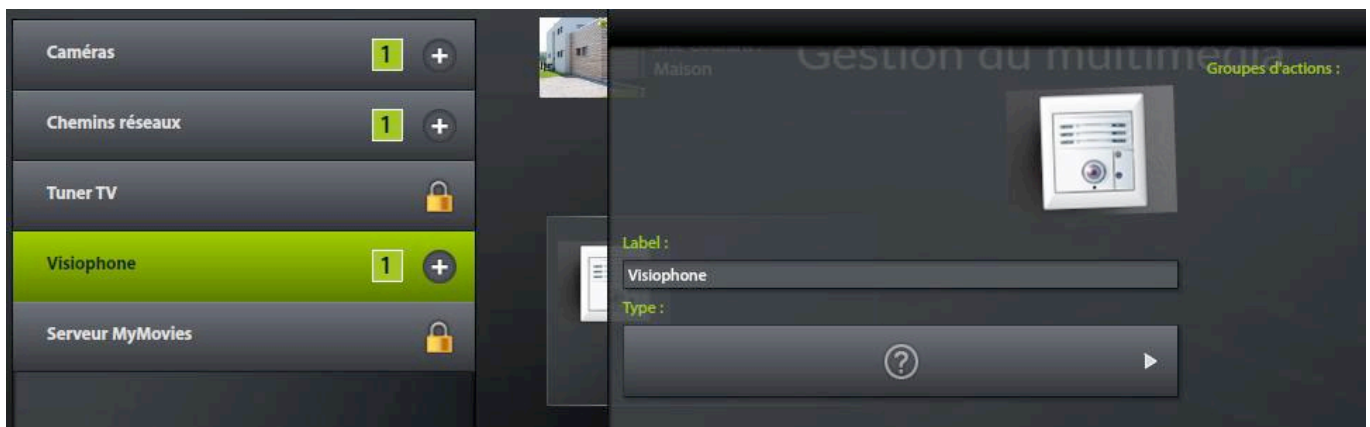 Caméras
1
Chemins réseaux
1
Tuner TV
Visiophone
1
Serveur MyMovies
Maison
Gestion du multimédia
Groupes d'actions :
Label :
Visiophone
Type :
?